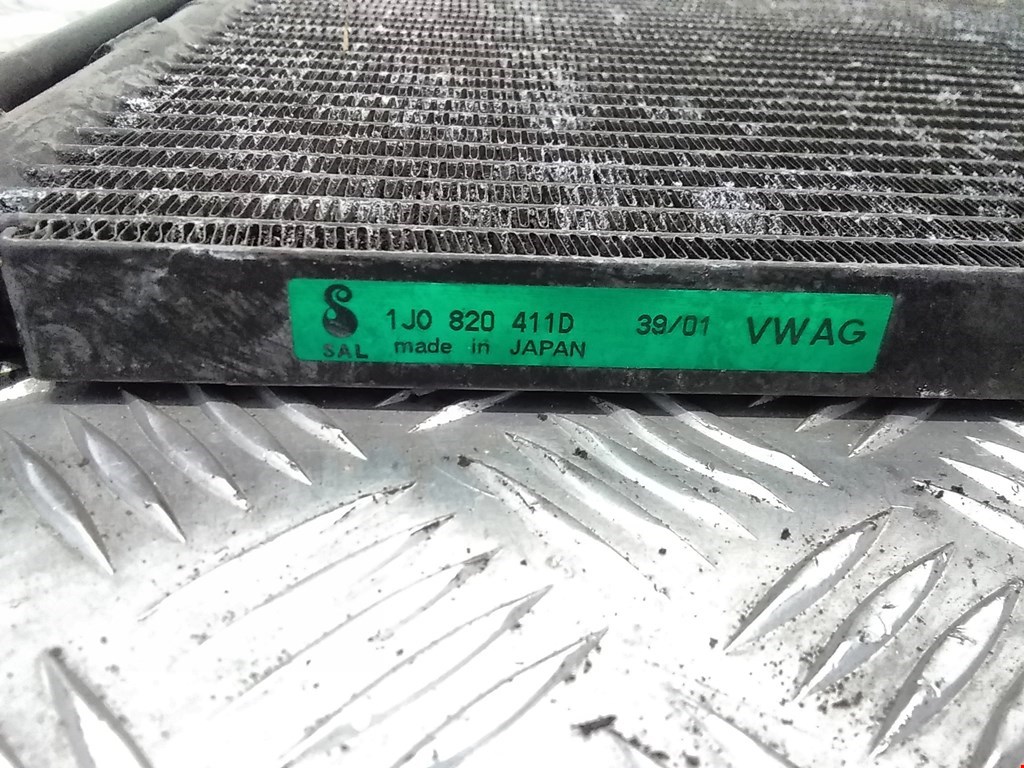 1J0 820 411D 39/01 VWAG
SAL made in JAPAN